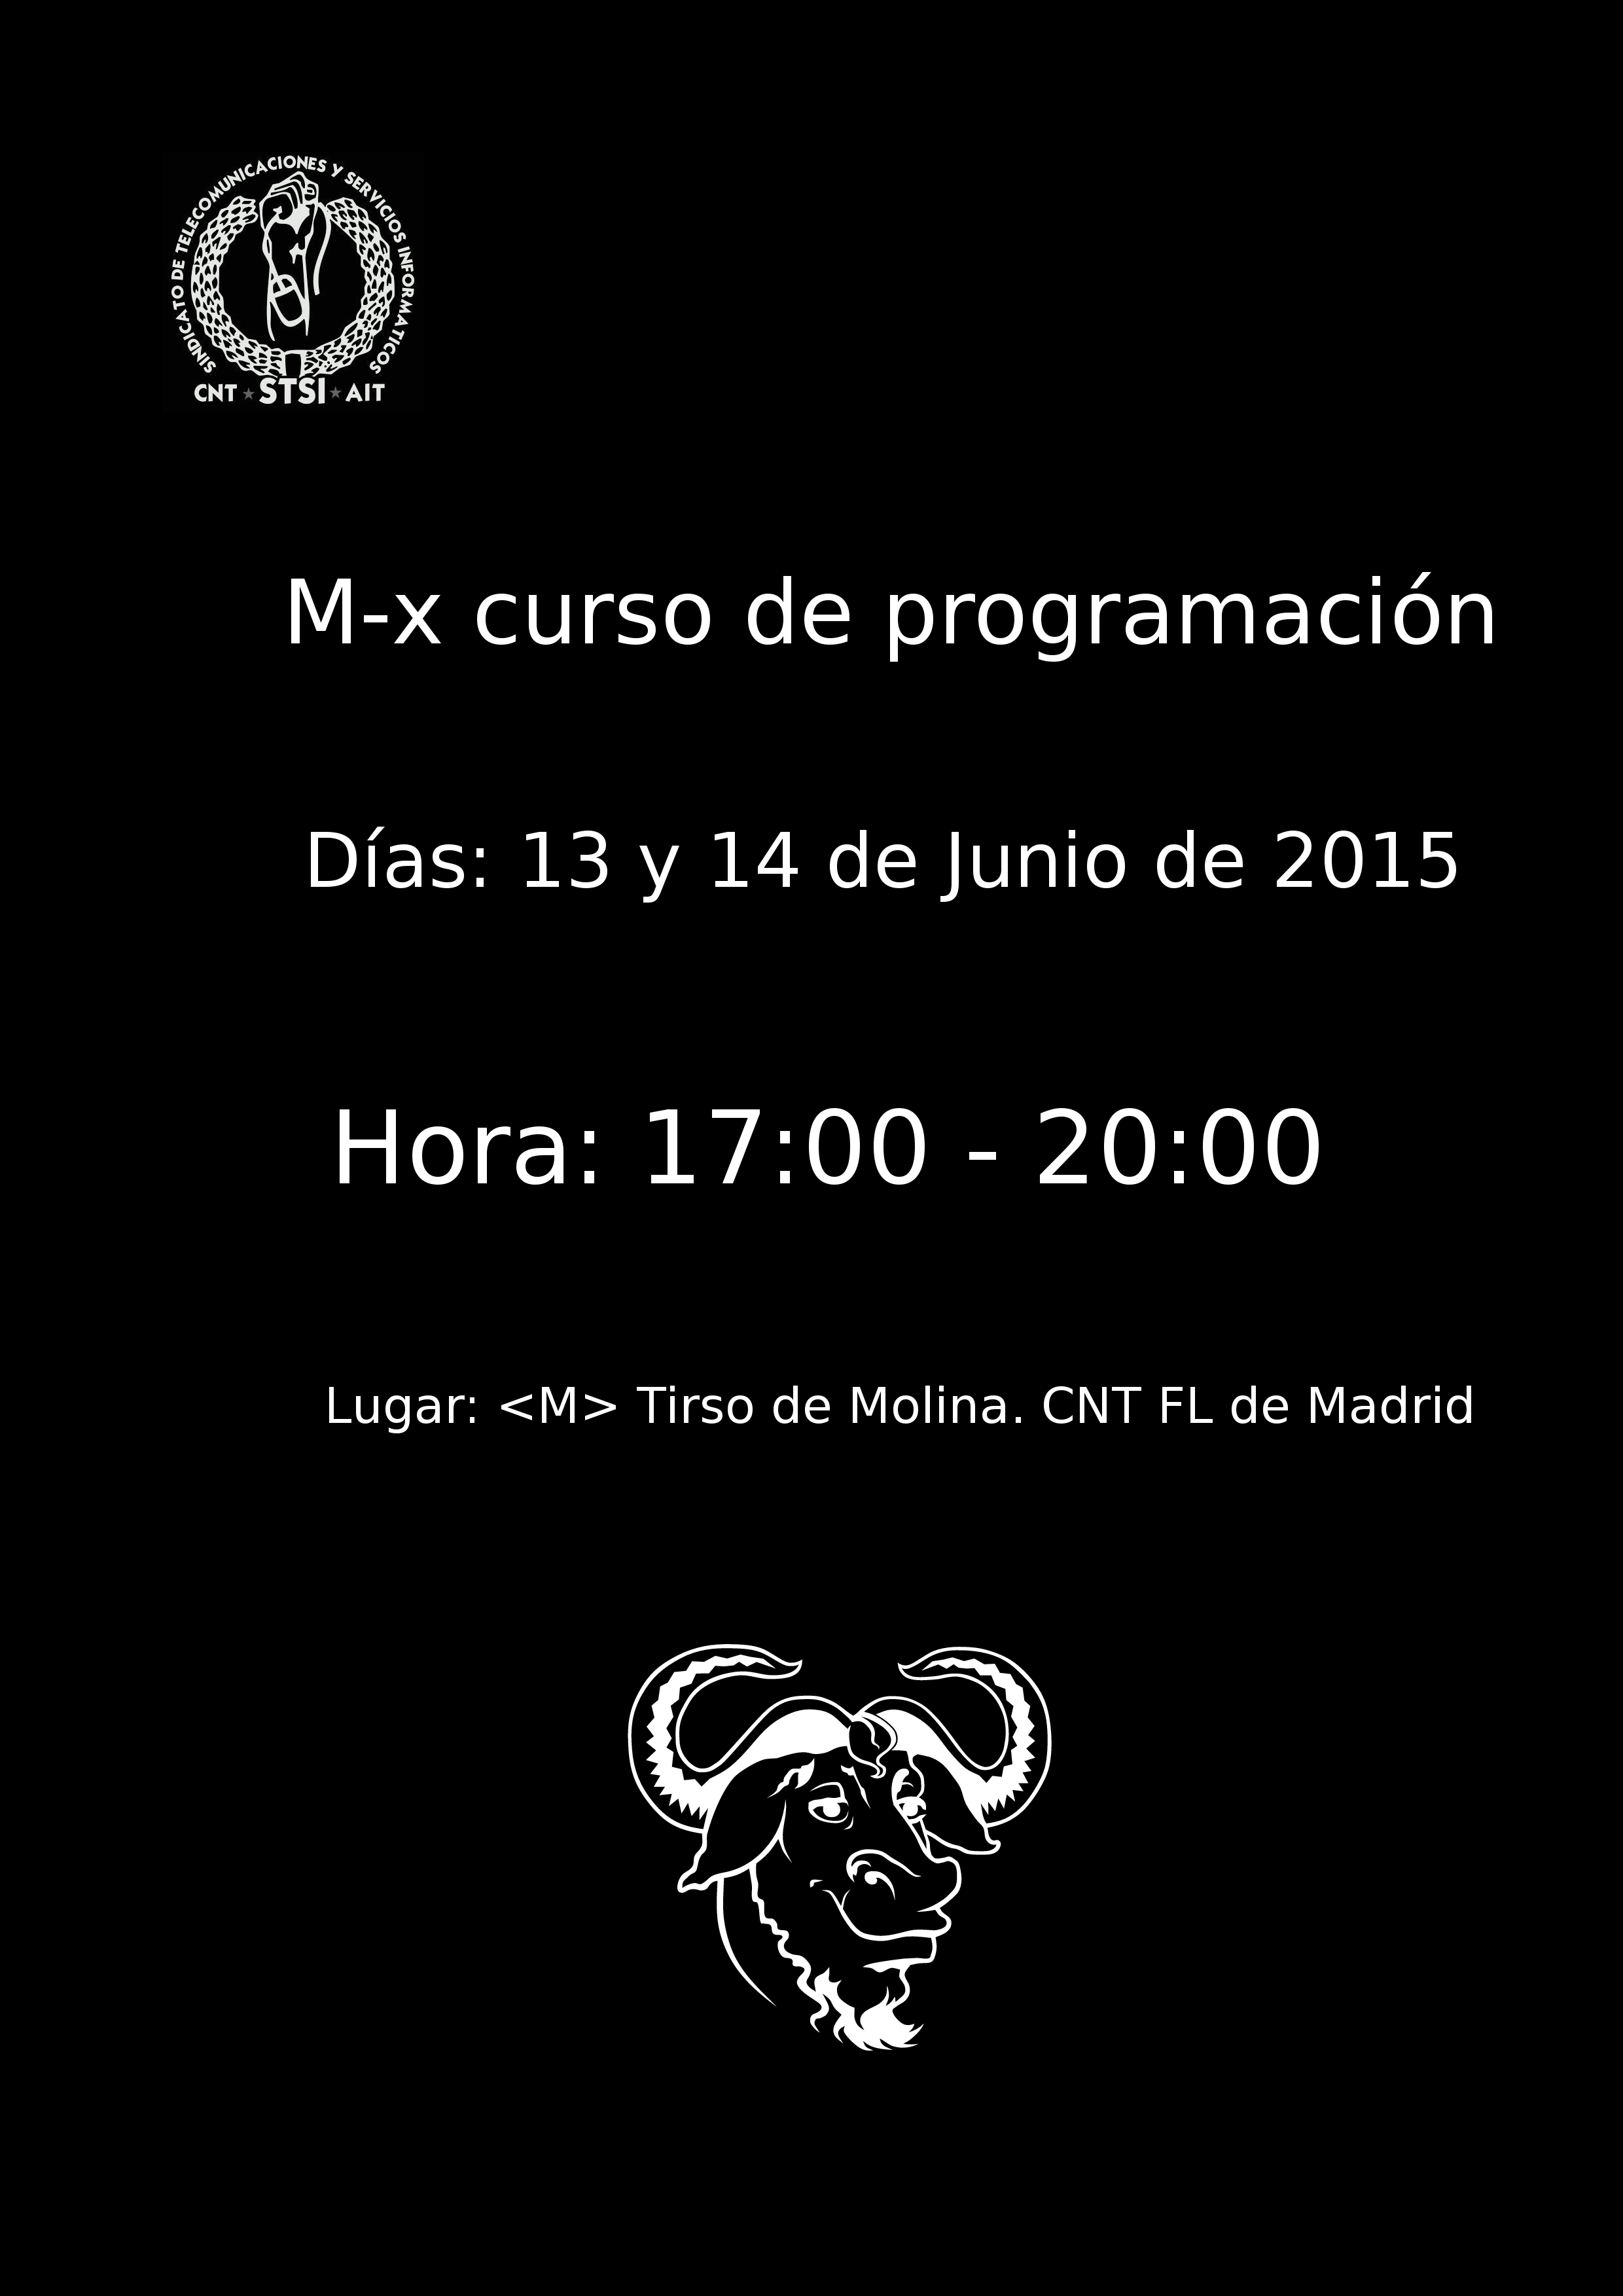 SINDICATO DE TELECOMUNICACIONES Y SERVICIOS INFORMATICOS
CNT ★ STSI ★ AIT
M-x curso de programación
Días: 13 y 14 de Junio de 2015
Hora: 17:00 - 20:00
Lugar: <M> Tirso de Molina. CNT FL de Madrid